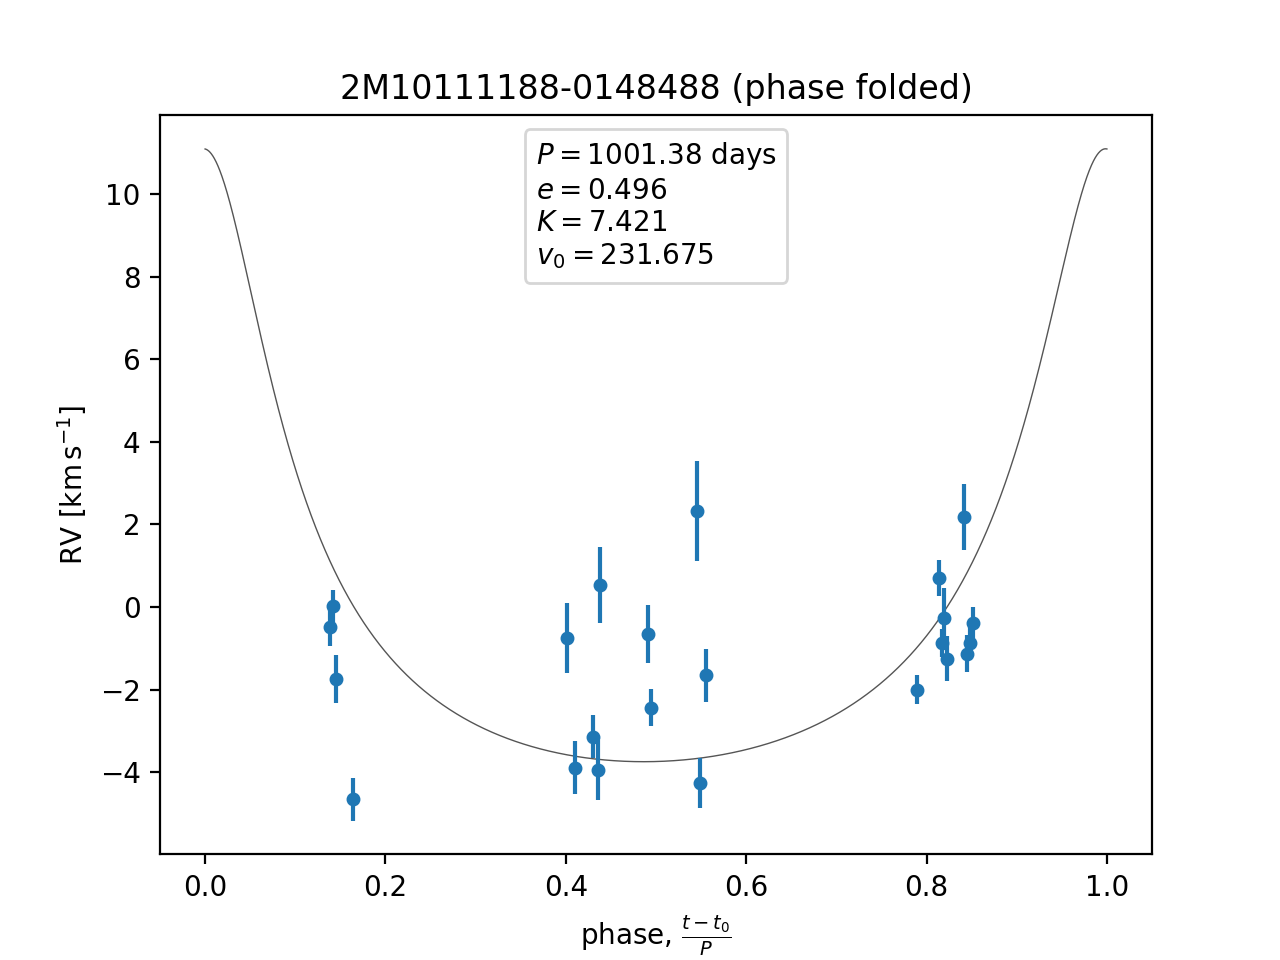 2M10111188-0148488 (phase folded)
P = 1001.38 days
e = 0.496
K = 7.421
v₀ = 231.675
RV [km s⁻¹]
10
8
6
4
2
0
−2
−4
0.0 0.2 0.4 0.6 0.8 1.0
phase, (t − t₀)/P